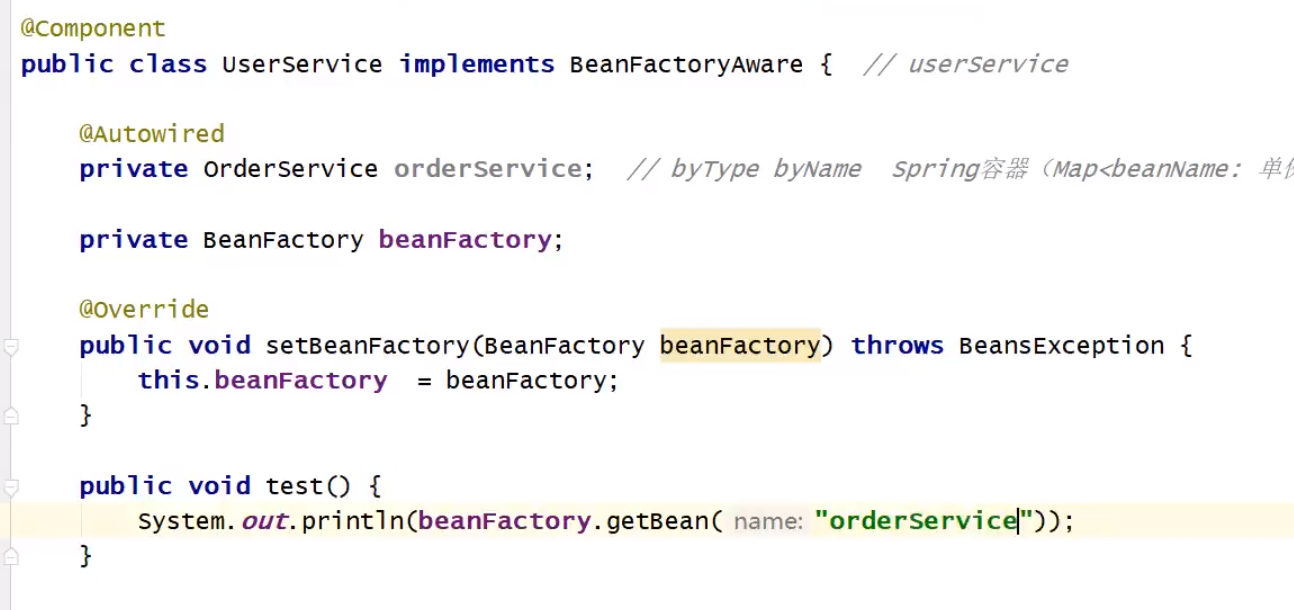 @Component
public class UserService implements BeanFactoryAware {  // userService
@Autowired
private OrderService orderService;  // byType byName  Spring容器（Map<beanName: 单
private BeanFactory beanFactory;
@Override
public void setBeanFactory(BeanFactory beanFactory) throws BeansException {
this.beanFactory  = beanFactory;
}
public void test() {
System.out.println(beanFactory.getBean( name: "orderService"));
}